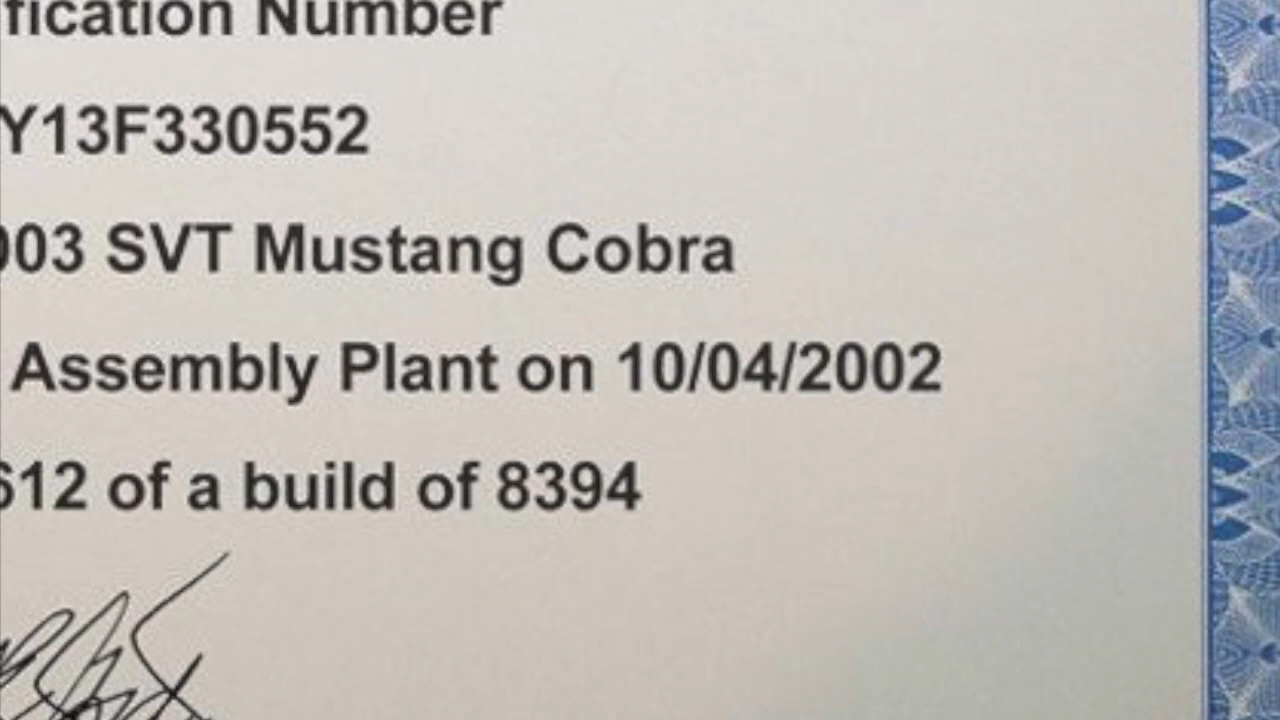 fication Number
Y13F330552
003 SVT Mustang Cobra
Assembly Plant on 10/04/2002
612 of a build of 8394